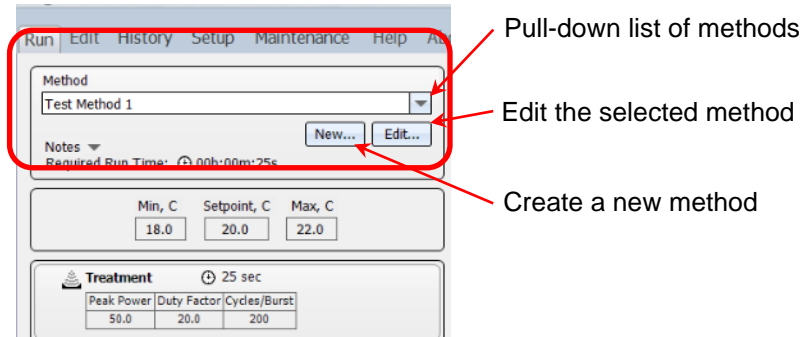 Run Edit History Setup Maintenance Help
Pull-down list of methods
Method
Test Method 1
Edit the selected method
New... Edit...
Notes
Required Run Time: 00h:00m:25s
Create a new method
Min, C Setpoint, C Max, C
18.0 20.0 22.0
Treatment 25 sec
Peak Power Duty Factor Cycles/Burst
50.0 20.0 200